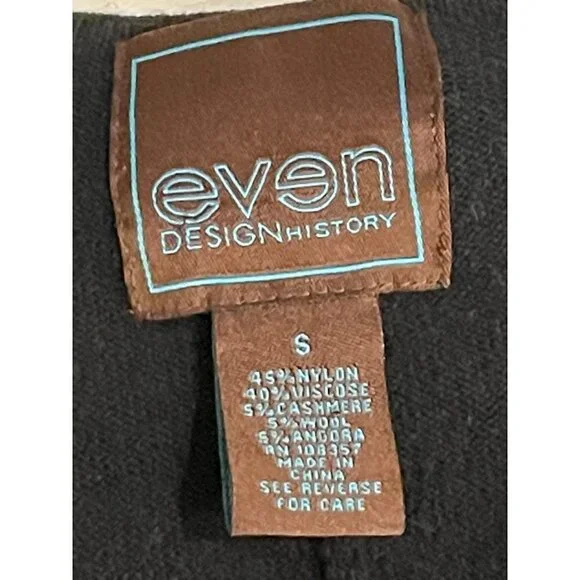 even
DESIGNHISTORY
S
45% NYLON
40% VISCOSE
5% CASHMERE
5% WOOL
5% ANGORA
RN 108357
MADE IN
CHINA
SEE REVERSE
FOR CARE